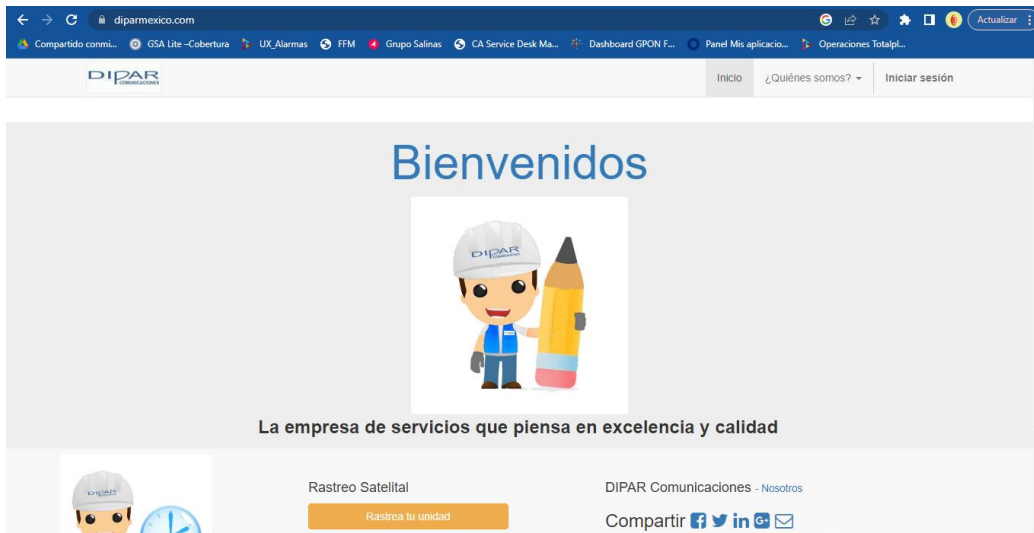 diparmexico.com
Actualizar
Compartido conmi... GSA Lite –Cobertura UX_Alarmas FFM Grupo Salinas CA Service Desk Ma... Dashboard GPON F... Panel Mis aplicacio... Operaciones Totalpl...
DIPAR
COMUNICACIONES
Inicio ¿Quiénes somos? Iniciar sesión
Bienvenidos
DIPAR
La empresa de servicios que piensa en excelencia y calidad
DIPAR
Rastreo Satelital
Rastrea tu unidad
DIPAR Comunicaciones - Nosotros
Compartir